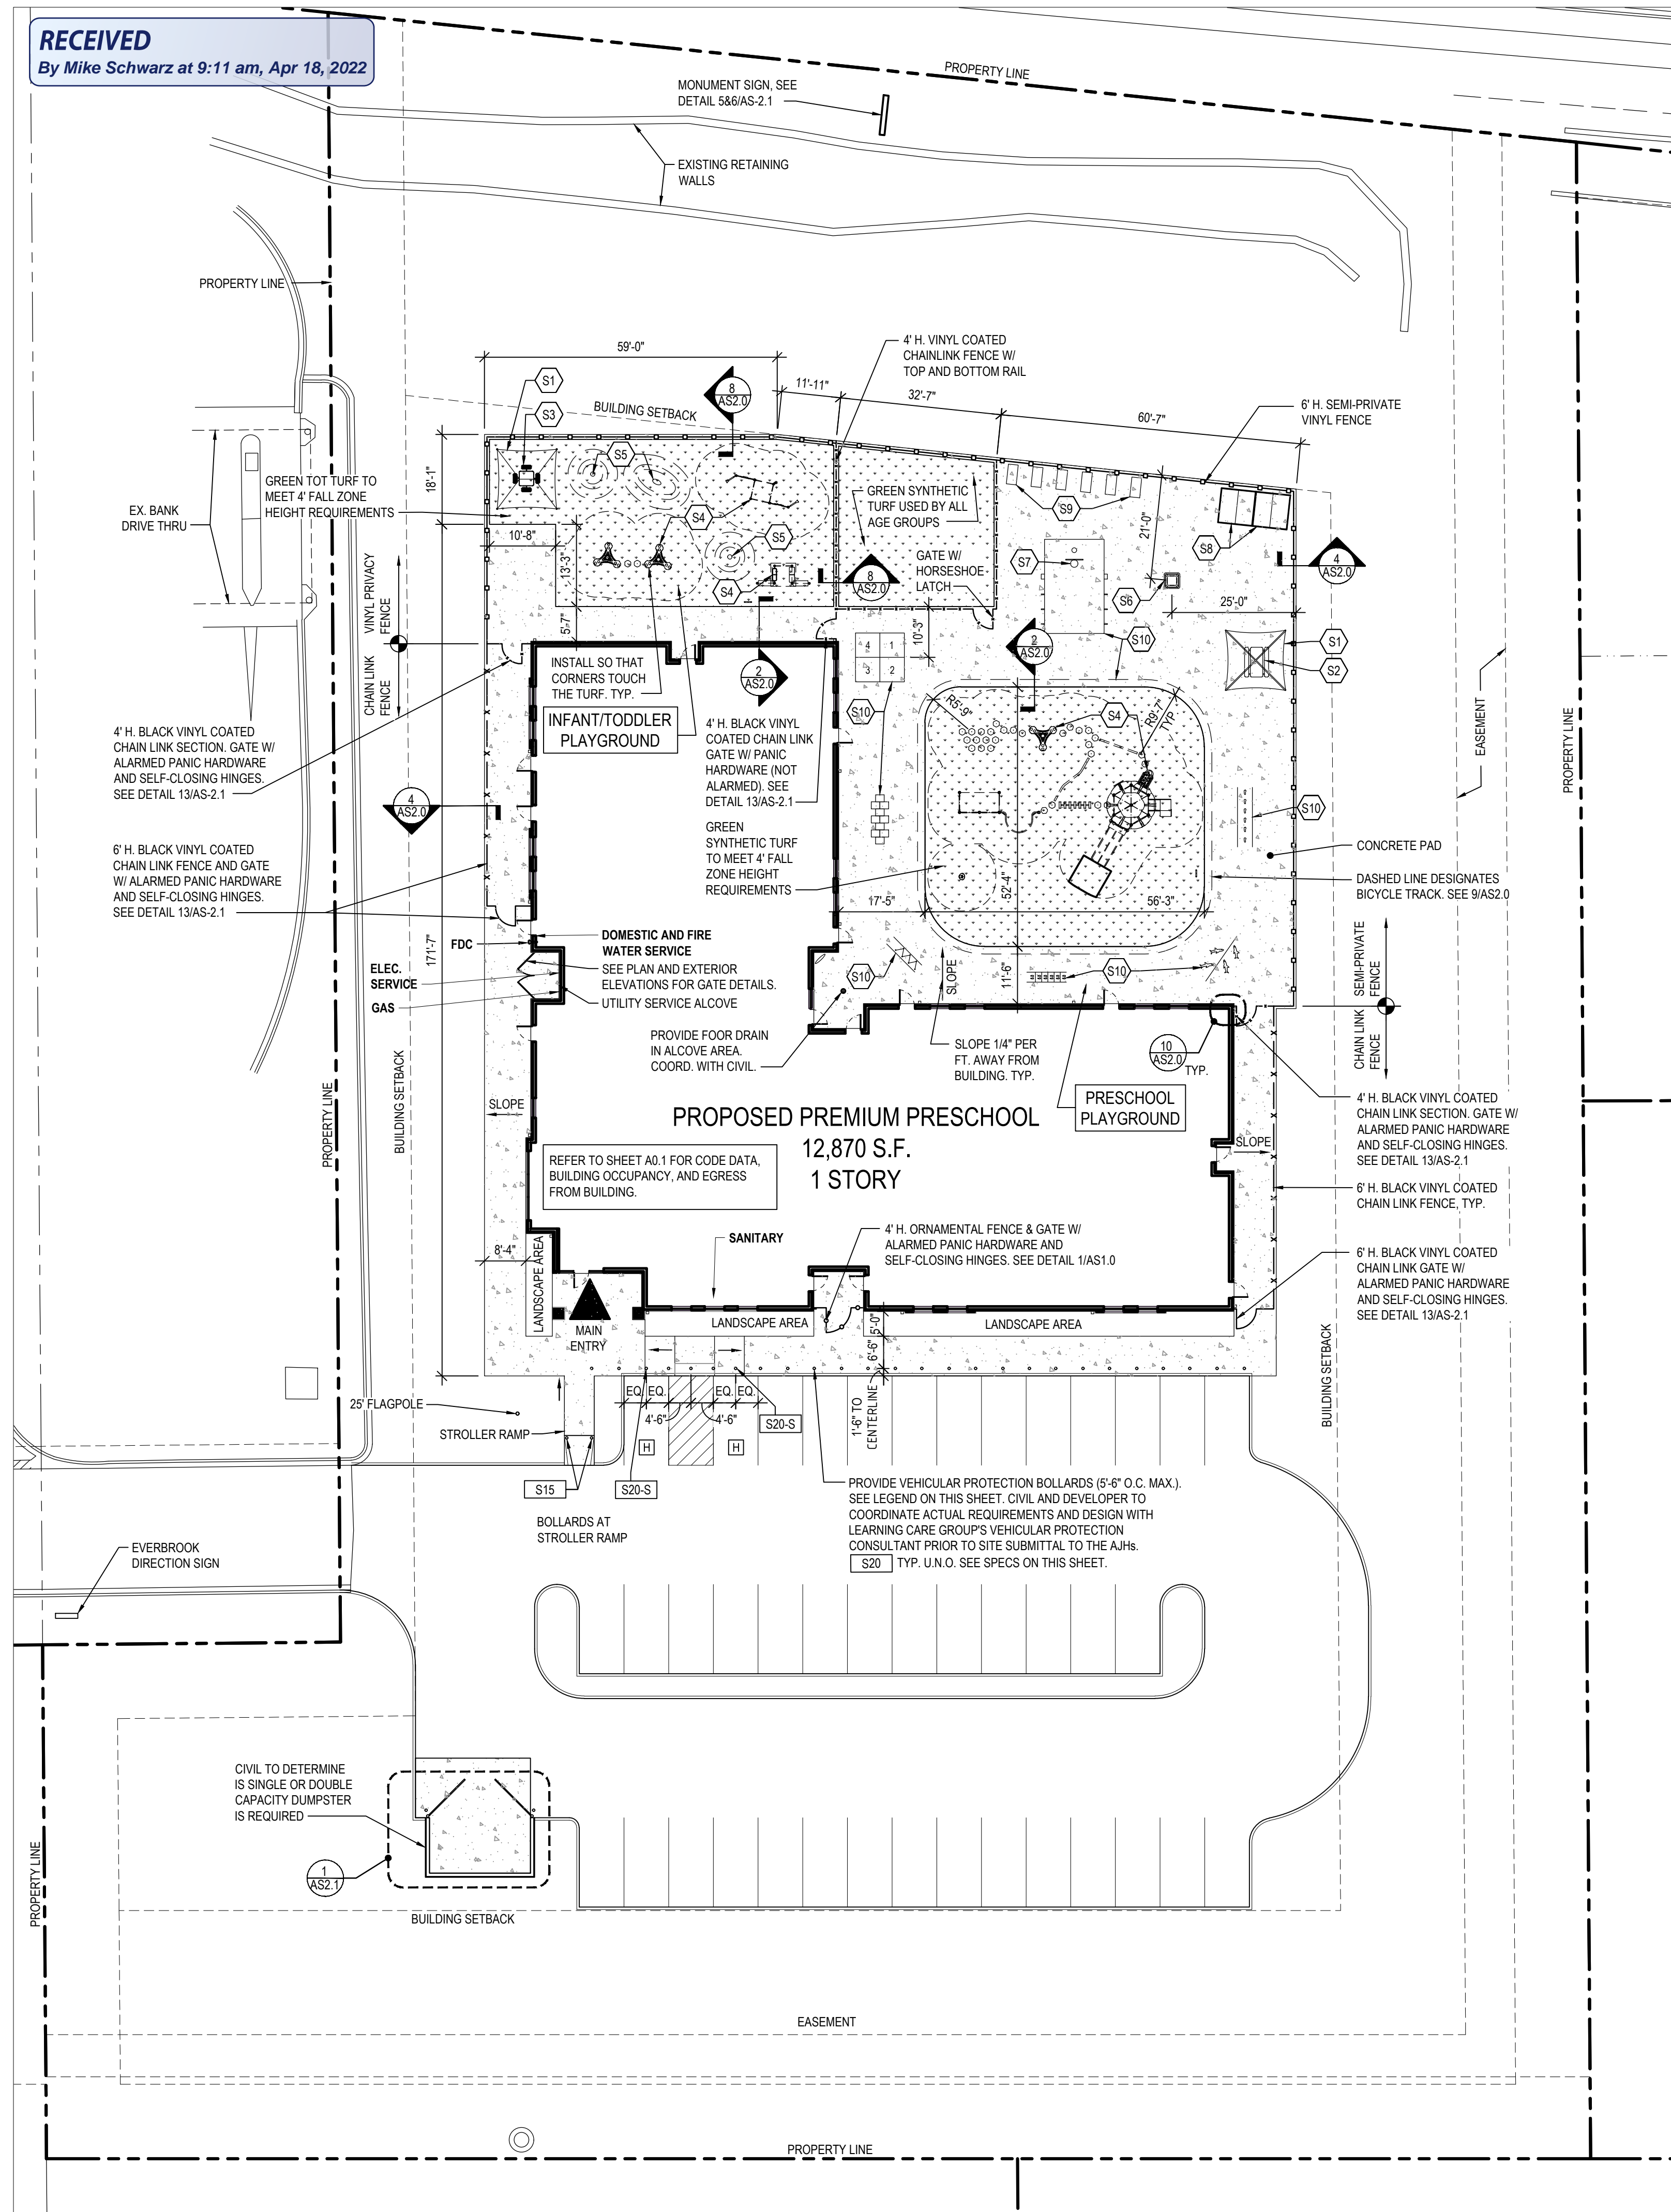 RECEIVED
By Mike Schwarz at 9:11 am, Apr 18, 2022
PROPERTY LINE
MONUMENT SIGN, SEE
DETAIL 5&6/AS-2.1
EXISTING RETAINING
WALLS
PROPERTY LINE
59'-0"
11'-11"
32'-7"
60'-7"
4' H. VINYL COATED
CHAINLINK FENCE W/
TOP AND BOTTOM RAIL
6' H. SEMI-PRIVATE
VINYL FENCE
S1
S3
8
AS2.0
BUILDING SETBACK
S5
18'-1"
GREEN TOT TURF TO
MEET 4' FALL ZONE
HEIGHT REQUIREMENTS
EX. BANK
DRIVE THRU
GREEN SYNTHETIC
TURF USED BY ALL
AGE GROUPS
S9
S4
S5
S4
10'-8"
13'-3"
5'-7"
8
AS2.0
GATE W/
HORSESHOE
LATCH
S7
21'-0"
S8
S6
4
AS2.0
25'-0"
S1
S2
S10
10'-3"
2
AS2.0
4 1
3 2
VINYL PRIVACY
FENCE
CHAIN LINK
FENCE
INSTALL SO THAT
CORNERS TOUCH
THE TURF. TYP.
2
AS2.0
INFANT/TODDLER
PLAYGROUND
S10
R5'-9"
S4
R9'-7"
TYP.
4' H. BLACK VINYL COATED
CHAIN LINK SECTION. GATE W/
ALARMED PANIC HARDWARE
AND SELF-CLOSING HINGES.
SEE DETAIL 13/AS-2.1
4' H. BLACK VINYL
COATED CHAIN LINK
GATE W/ PANIC
HARDWARE (NOT
ALARMED). SEE
DETAIL 13/AS-2.1
EASEMENT
PROPERTY LINE
4
AS2.0
S10
GREEN
SYNTHETIC TURF
TO MEET 4' FALL
ZONE HEIGHT
REQUIREMENTS
6' H. BLACK VINYL COATED
CHAIN LINK FENCE AND GATE
W/ ALARMED PANIC HARDWARE
AND SELF-CLOSING HINGES.
SEE DETAIL 13/AS-2.1
CONCRETE PAD
DASHED LINE DESIGNATES
BICYCLE TRACK. SEE 9/AS2.0
17'-5"
52'-4"
56'-3"
171'-7"
FDC
DOMESTIC AND FIRE
WATER SERVICE
ELEC.
SERVICE
SEE PLAN AND EXTERIOR
ELEVATIONS FOR GATE DETAILS.
GAS
UTILITY SERVICE ALCOVE
S10
SLOPE
11'-6"
S10
SEMI-PRIVATE
FENCE
CHAIN LINK
FENCE
PROVIDE FOOR DRAIN
IN ALCOVE AREA.
COORD. WITH CIVIL.
SLOPE 1/4" PER
FT. AWAY FROM
BUILDING. TYP.
10
AS2.0
TYP.
PRESCHOOL
PLAYGROUND
PROPERTY LINE
BUILDING SETBACK
SLOPE
PROPOSED PREMIUM PRESCHOOL
12,870 S.F.
1 STORY
REFER TO SHEET A0.1 FOR CODE DATA,
BUILDING OCCUPANCY, AND EGRESS
FROM BUILDING.
SLOPE
4' H. BLACK VINYL COATED
CHAIN LINK SECTION. GATE W/
ALARMED PANIC HARDWARE
AND SELF-CLOSING HINGES.
SEE DETAIL 13/AS-2.1
6' H. BLACK VINYL COATED
CHAIN LINK FENCE, TYP.
8'-4"
LANDSCAPE AREA
SANITARY
4' H. ORNAMENTAL FENCE & GATE W/
ALARMED PANIC HARDWARE AND
SELF-CLOSING HINGES. SEE DETAIL 1/AS1.0
6' H. BLACK VINYL COATED
CHAIN LINK GATE W/
ALARMED PANIC HARDWARE
AND SELF-CLOSING HINGES.
SEE DETAIL 13/AS-2.1
MAIN
ENTRY
LANDSCAPE AREA
LANDSCAPE AREA
5'-0"
6'-6"
BUILDING SETBACK
25' FLAGPOLE
STROLLER RAMP
EQ. EQ. EQ. EQ.
4'-6" 4'-6"
H
H
S20-S
1'-6" TO
CENTERLINE
S15
S20-S
BOLLARDS AT
STROLLER RAMP
PROVIDE VEHICULAR PROTECTION BOLLARDS (5'-6" O.C. MAX.).
SEE LEGEND ON THIS SHEET. CIVIL AND DEVELOPER TO
COORDINATE ACTUAL REQUIREMENTS AND DESIGN WITH
LEARNING CARE GROUP'S VEHICULAR PROTECTION
CONSULTANT PRIOR TO SITE SUBMITTAL TO THE AJHs.
S20 TYP. U.N.O. SEE SPECS ON THIS SHEET.
EVERBROOK
DIRECTION SIGN
CIVIL TO DETERMINE
IS SINGLE OR DOUBLE
CAPACITY DUMPSTER
IS REQUIRED
1
AS2.1
PROPERTY LINE
BUILDING SETBACK
EASEMENT
PROPERTY LINE